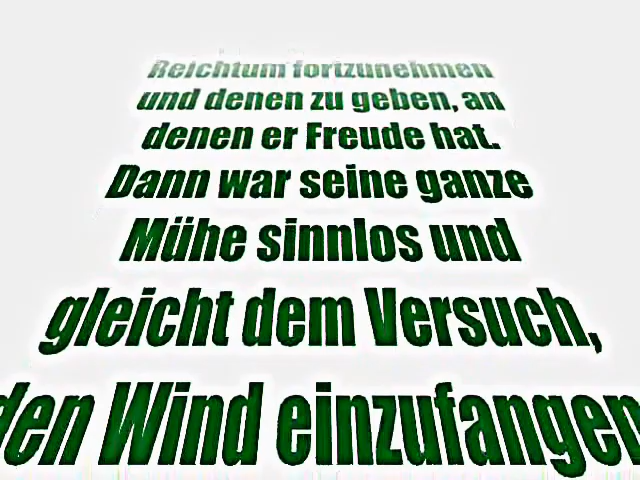 Reichtum fortzunehmen
und denen zu geben, an
denen er Freude hat.
Dann war seine ganze
Mühe sinnlos und
gleicht dem Versuch,
den Wind einzufangen